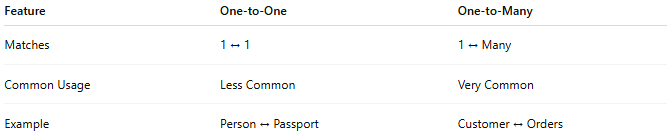 Feature One-to-One One-to-Many
Matches 1 ↔ 1 1 ↔ Many
Common Usage Less Common Very Common
Example Person ↔ Passport Customer ↔ Orders